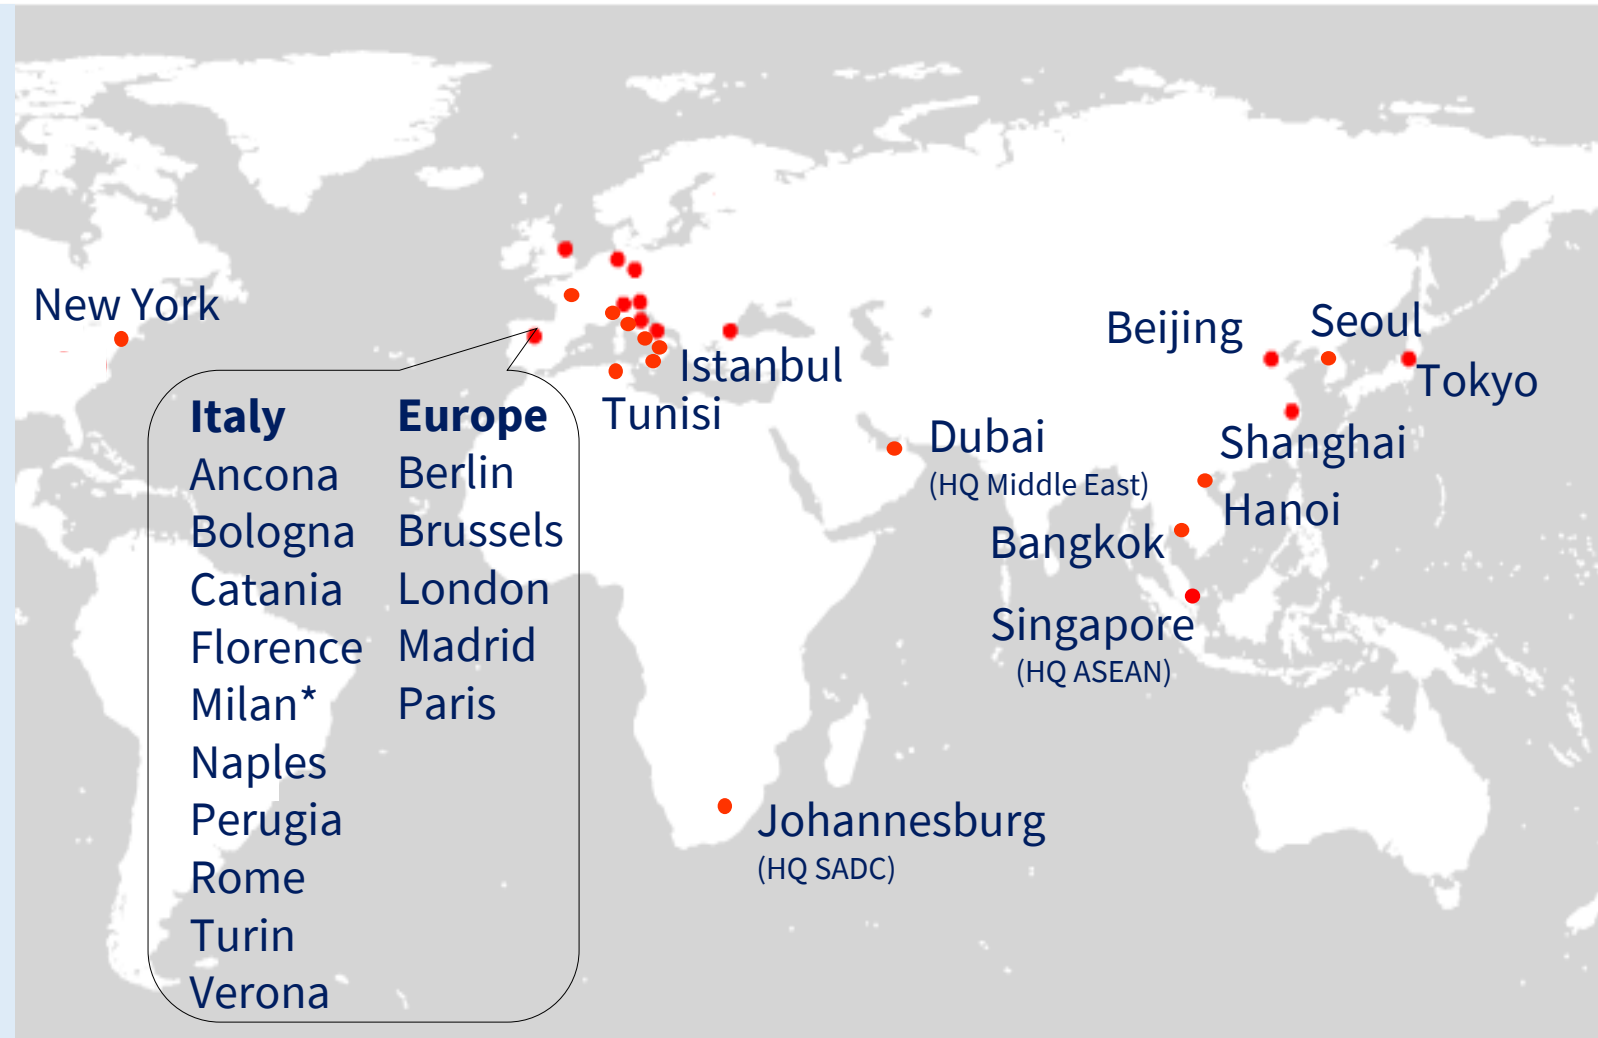 New York
Italy
Ancona
Bologna
Catania
Florence
Milan*
Naples
Perugia
Rome
Turin
Verona
Europe
Berlin
Brussels
London
Madrid
Paris
Istanbul
Tunisi
Dubai
(HQ Middle East)
Johannesburg
(HQ SADC)
Beijing
Seoul
Tokyo
Shanghai
Hanoi
Bangkok
Singapore
(HQ ASEAN)